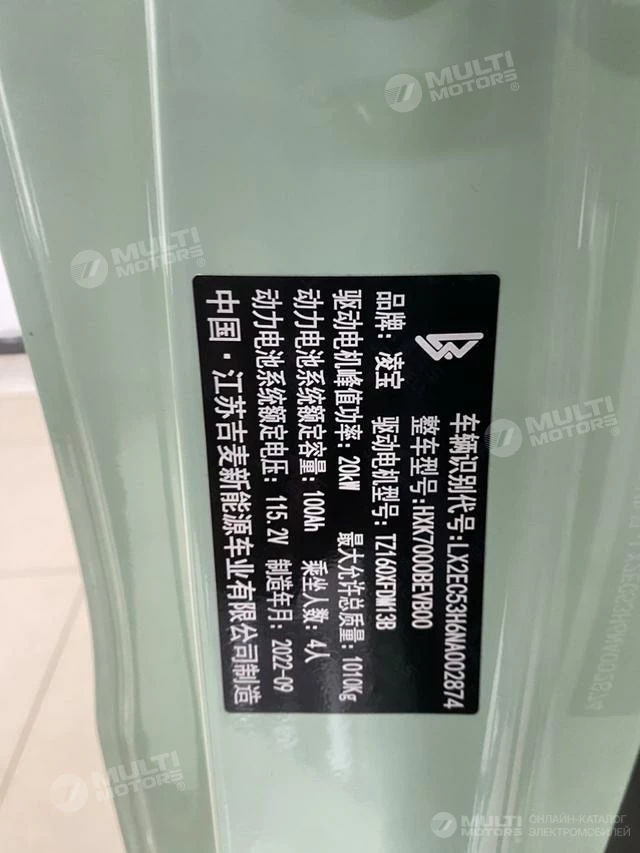 车辆识别代号:LX2EC53H6NA002874
整车型号:HXK7000BEVB00
品牌: 凌宝 驱动电机型号: TZ160XFDM13B
驱动电机峰值功率: 20kW 最大允许总质量: 1010Kg
动力电池系统额定容量: 100Ah 乘坐人数: 4人
动力电池系统额定电压: 115.2V 制造年月: 2022-09
中国·江苏吉麦新能源车业有限公司制造
MULTI
MOTORS®
MULTI
MOTORS®
MULTI
MOTORS®
MULTI
MOTORS®
MULTI
MOTORS®
ОНЛАЙН-КАТАЛОГ
ЭЛЕКТРОМОБИЛЕЙ